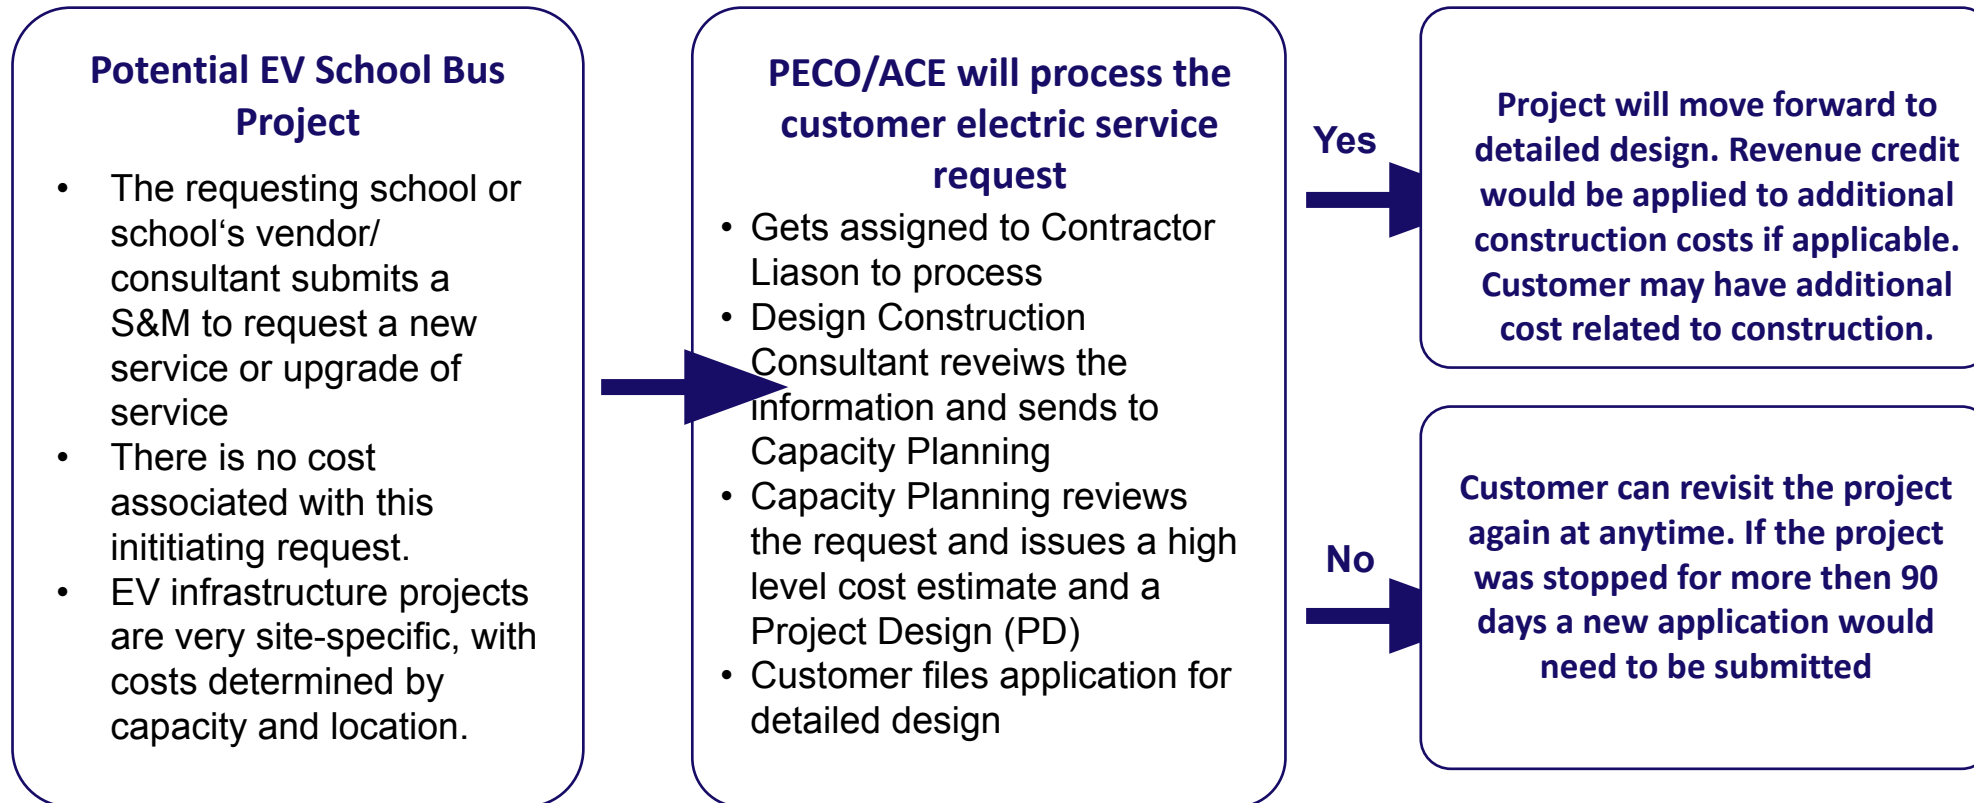 Potential EV School Bus
Project
• The requesting school or
school‘s vendor/
consultant submits a
S&M to request a new
service or upgrade of
service
• There is no cost
associated with this
inititiating request.
• EV infrastructure projects
are very site-specific, with
costs determined by
capacity and location.
PECO/ACE will process the
customer electric service
request
• Gets assigned to Contractor
Liason to process
• Design Construction
Consultant reveiws the
information and sends to
Capacity Planning
• Capacity Planning reviews
the request and issues a high
level cost estimate and a
Project Design (PD)
• Customer files application for
detailed design
Yes
Project will move forward to
detailed design. Revenue credit
would be applied to additional
construction costs if applicable.
Customer may have additional
cost related to construction.
No
Customer can revisit the project
again at anytime. If the project
was stopped for more then 90
days a new application would
need to be submitted